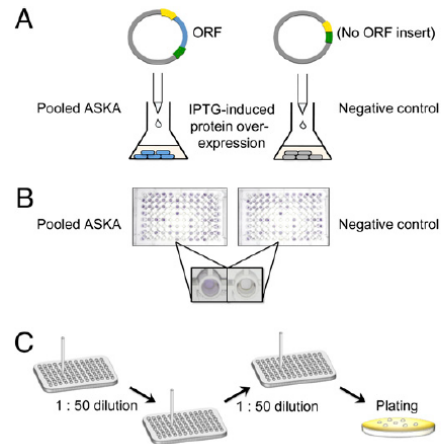 A
ORF
(No ORF insert)
Pooled ASKA
IPTG-induced
protein over-
expression
Negative control
B
Pooled ASKA
Negative control
C
1 : 50 dilution
1 : 50 dilution
Plating